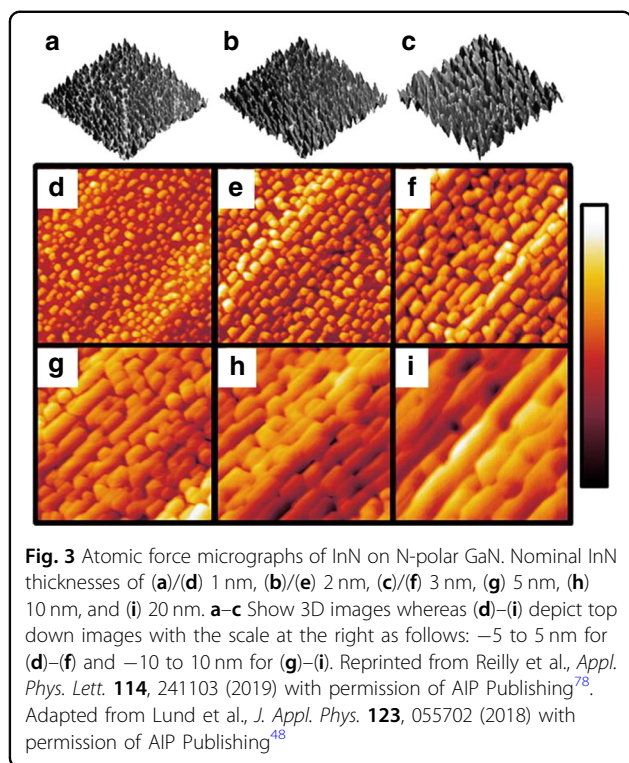 a
b
c
d
e
f
g
h
i
Fig. 3 Atomic force micrographs of InN on N-polar GaN. Nominal InN
thicknesses of (a)/(d) 1 nm, (b)/(e) 2 nm, (c)/(f) 3 nm, (g) 5 nm, (h)
10 nm, and (i) 20 nm. a–c Show 3D images whereas (d)–(i) depict top
down images with the scale at the right as follows: −5 to 5 nm for
(d)–(f) and −10 to 10 nm for (g)–(i). Reprinted from Reilly et al., Appl.
Phys. Lett. 114, 241103 (2019) with permission of AIP Publishing78.
Adapted from Lund et al., J. Appl. Phys. 123, 055702 (2018) with
permission of AIP Publishing48